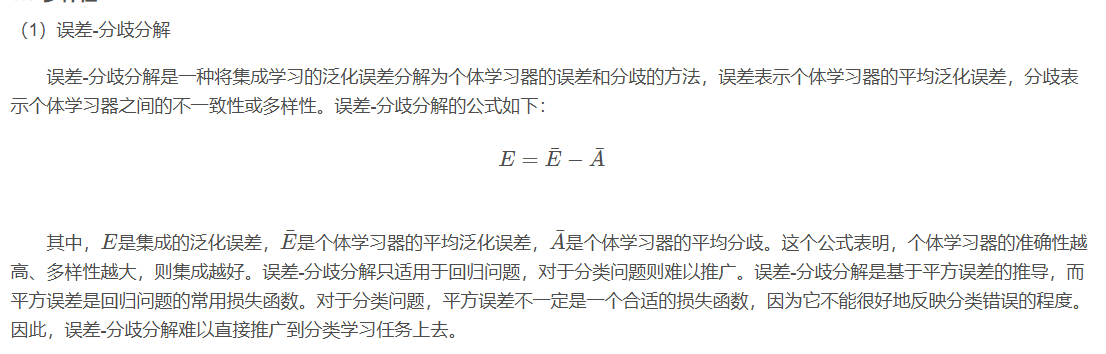 （1）误差-分歧分解
误差-分歧分解是一种将集成学习的泛化误差分解为个体学习器的误差和分歧的方法，误差表示个体学习器的平均泛化误差，分歧表
示个体学习器之间的不一致性或多样性。误差-分歧分解的公式如下：
E = Ē − Ā
其中，E是集成的泛化误差，Ē是个体学习器的平均泛化误差，Ā是个体学习器的平均分歧。这个公式表明，个体学习器的准确性越
高、多样性越大，则集成越好。误差-分歧分解只适用于回归问题，对于分类问题则难以推广。误差-分歧分解是基于平方误差的推导，而
平方误差是回归问题的常用损失函数。对于分类问题，平方误差不一定是一个合适的损失函数，因为它不能很好地反映分类错误的程度。
因此，误差-分歧分解难以直接推广到分类学习任务上去。